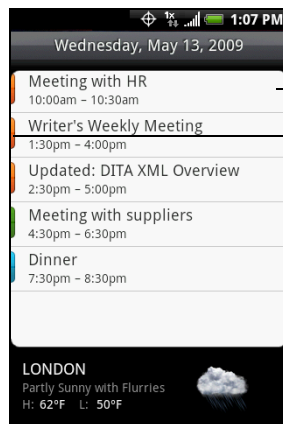 1x
1:07 PM
Wednesday, May 13, 2009
Meeting with HR
10:00am – 10:30am
Writer's Weekly Meeting
1:30pm – 4:00pm
Updated: DITA XML Overview
2:30pm – 5:00pm
Meeting with suppliers
4:30pm – 6:30pm
Dinner
7:30pm – 8:30pm
LONDON
Partly Sunny with Flurries
H: 62°F L: 50°F